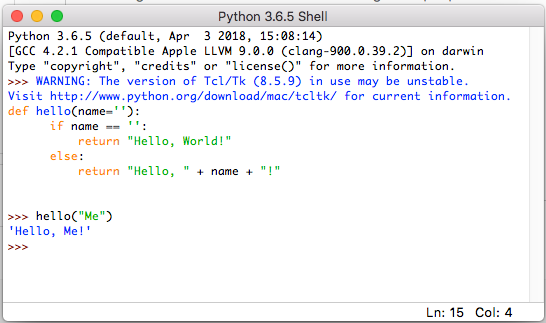 Python 3.6.5 Shell
Python 3.6.5 (default, Apr  3 2018, 15:08:14)
[GCC 4.2.1 Compatible Apple LLVM 9.0.0 (clang-900.0.39.2)] on darwin
Type "copyright", "credits" or "license()" for more information.
>>> WARNING: The version of Tcl/Tk (8.5.9) in use may be unstable.
Visit http://www.python.org/download/mac/tcltk/ for current information.
def hello(name=''):
      if name == '':
          return "Hello, World!"
      else:
          return "Hello, " + name + "!"
>>> hello("Me")
'Hello, Me!'
>>>
Ln: 15  Col: 4